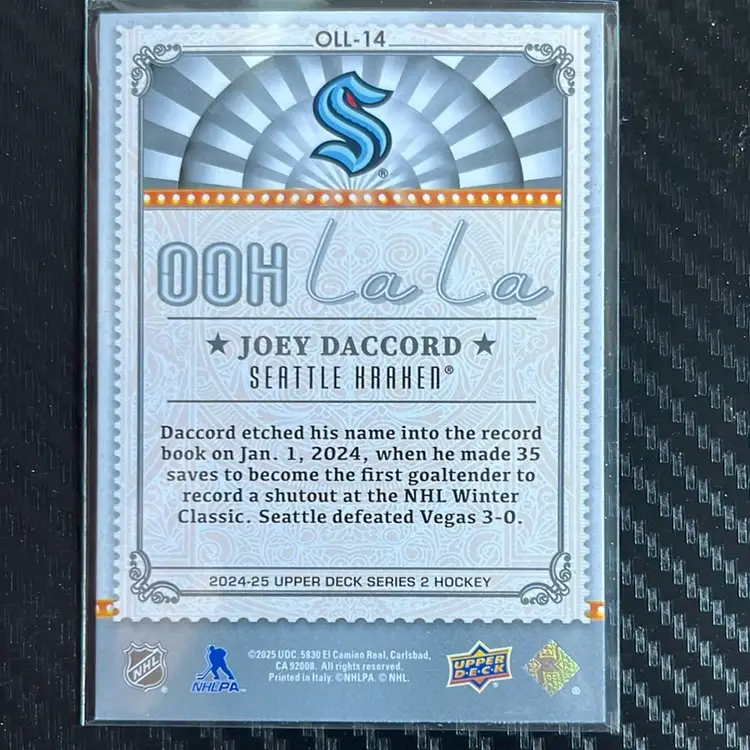 OLL-14
®
OOH La La
★ JOEY DACCORD ★
SEATTLE KRAKEN®
Daccord etched his name into the record
book on Jan. 1, 2024, when he made 35
saves to become the first goaltender to
record a shutout at the NHL Winter
Classic. Seattle defeated Vegas 3-0.
2024-25 UPPER DECK SERIES 2 HOCKEY
©2025 UDC. 5830 El Camino Real, Carlsbad,
CA 92008. All rights reserved.
Printed in Italy. ©NHLPA. © NHL.
NHL
NHLPA
UPPER
D·E·C·K
®